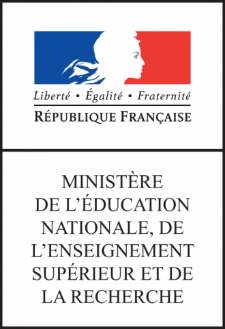 Liberté • Égalité • Fraternité
RÉPUBLIQUE FRANÇAISE
MINISTÈRE
DE L'ÉDUCATION
NATIONALE, DE
L'ENSEIGNEMENT
SUPÉRIEUR ET DE
LA RECHERCHE